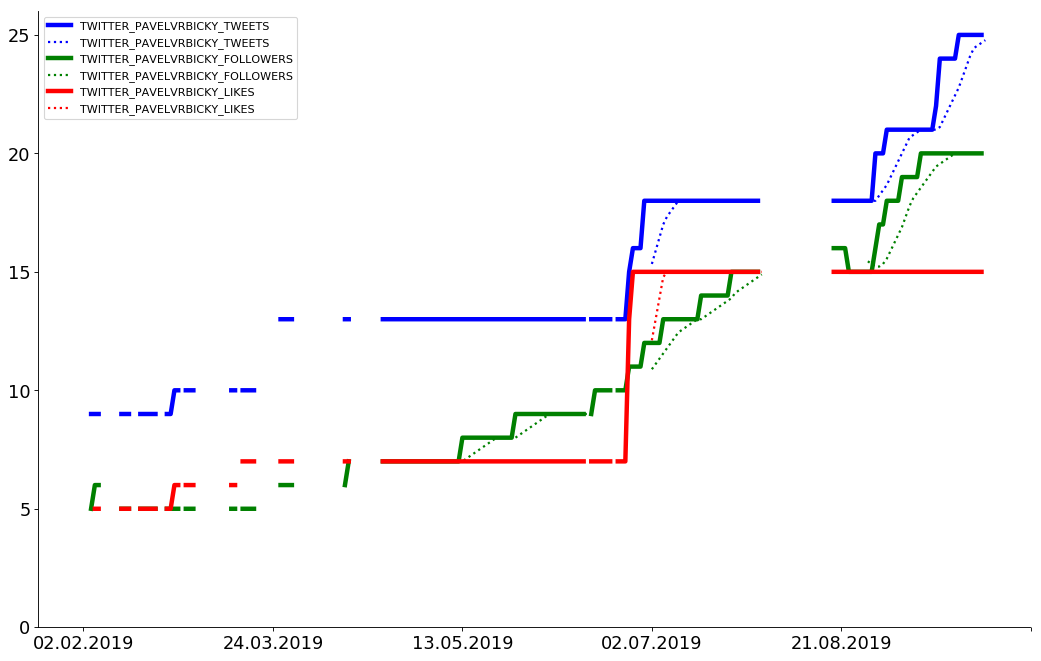 TWITTER_PAVELVRBICKY_TWEETS
TWITTER_PAVELVRBICKY_TWEETS
TWITTER_PAVELVRBICKY_FOLLOWERS
TWITTER_PAVELVRBICKY_FOLLOWERS
TWITTER_PAVELVRBICKY_LIKES
TWITTER_PAVELVRBICKY_LIKES
25
20
15
10
5
0
02.02.2019 24.03.2019 13.05.2019 02.07.2019 21.08.2019